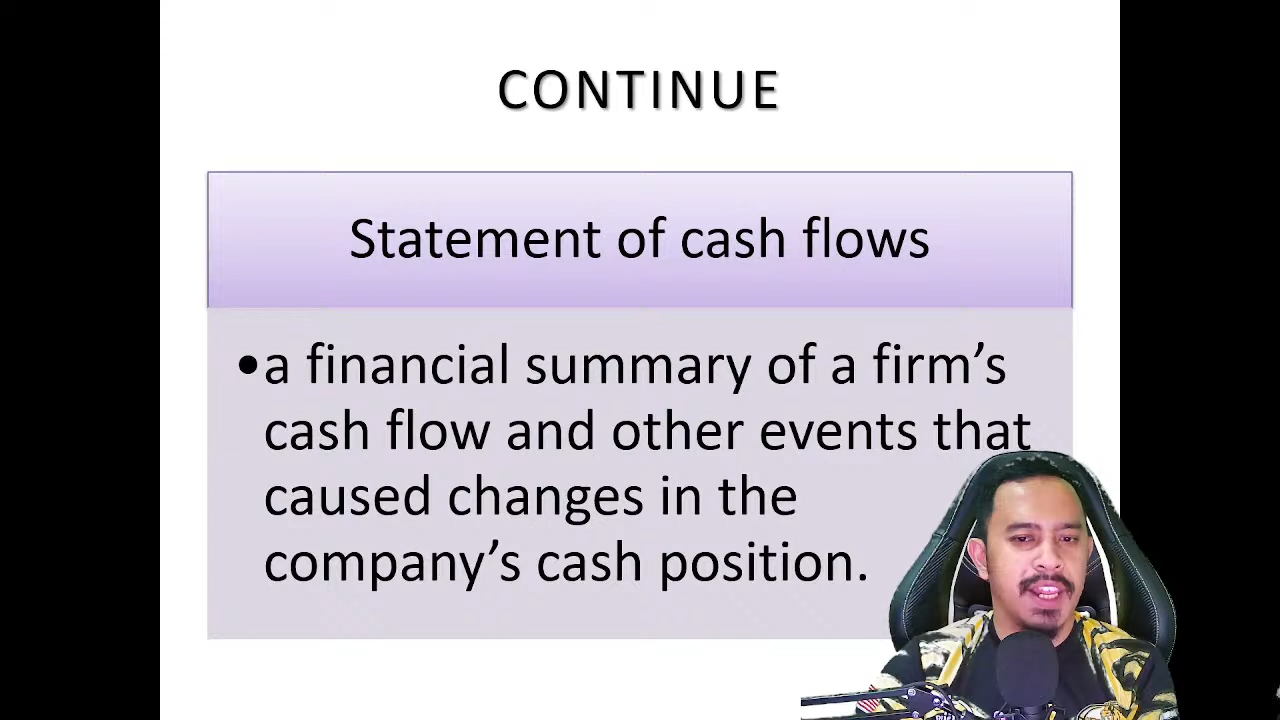 CONTINUE
Statement of cash flows
•a financial summary of a firm’s
cash flow and other events that
caused changes in the
company’s cash position.